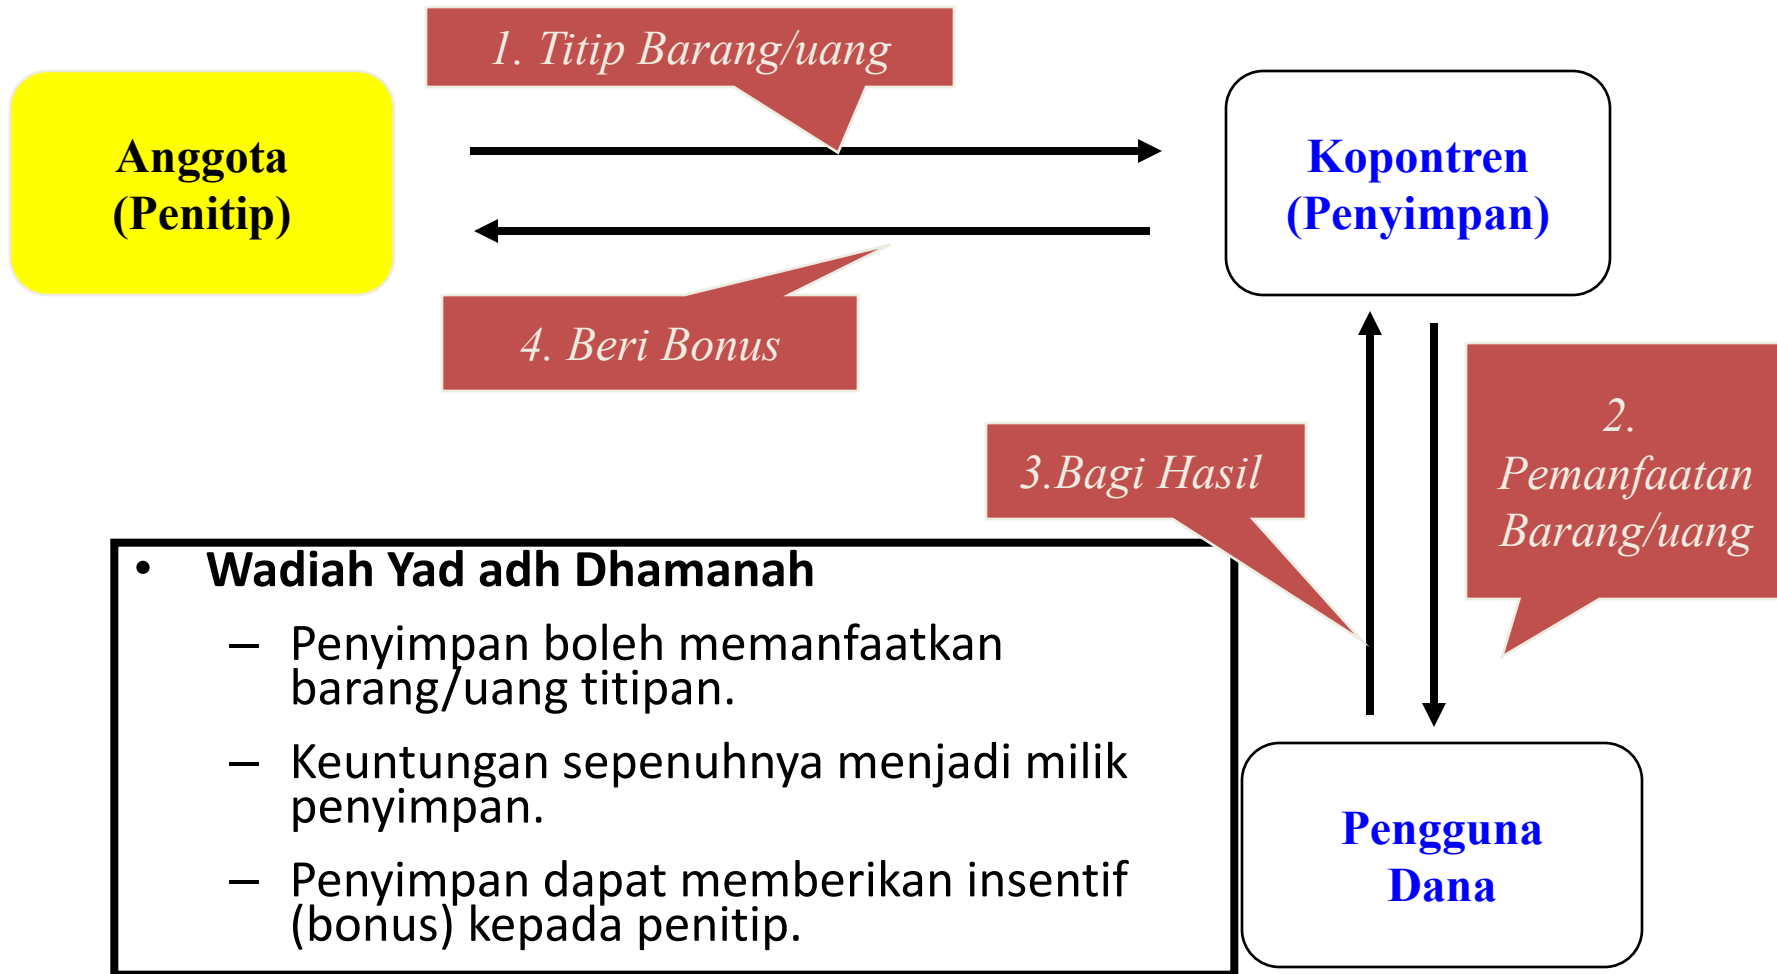 1. Titip Barang/uang
Anggota
(Penitip)
Kopontren
(Penyimpan)
4. Beri Bonus
2.
Pemanfaatan
Barang/uang
3.Bagi Hasil
• Wadiah Yad adh Dhamanah
– Penyimpan boleh memanfaatkan
barang/uang titipan.
– Keuntungan sepenuhnya menjadi milik
penyimpan.
– Penyimpan dapat memberikan insentif
(bonus) kepada penitip.
Pengguna
Dana